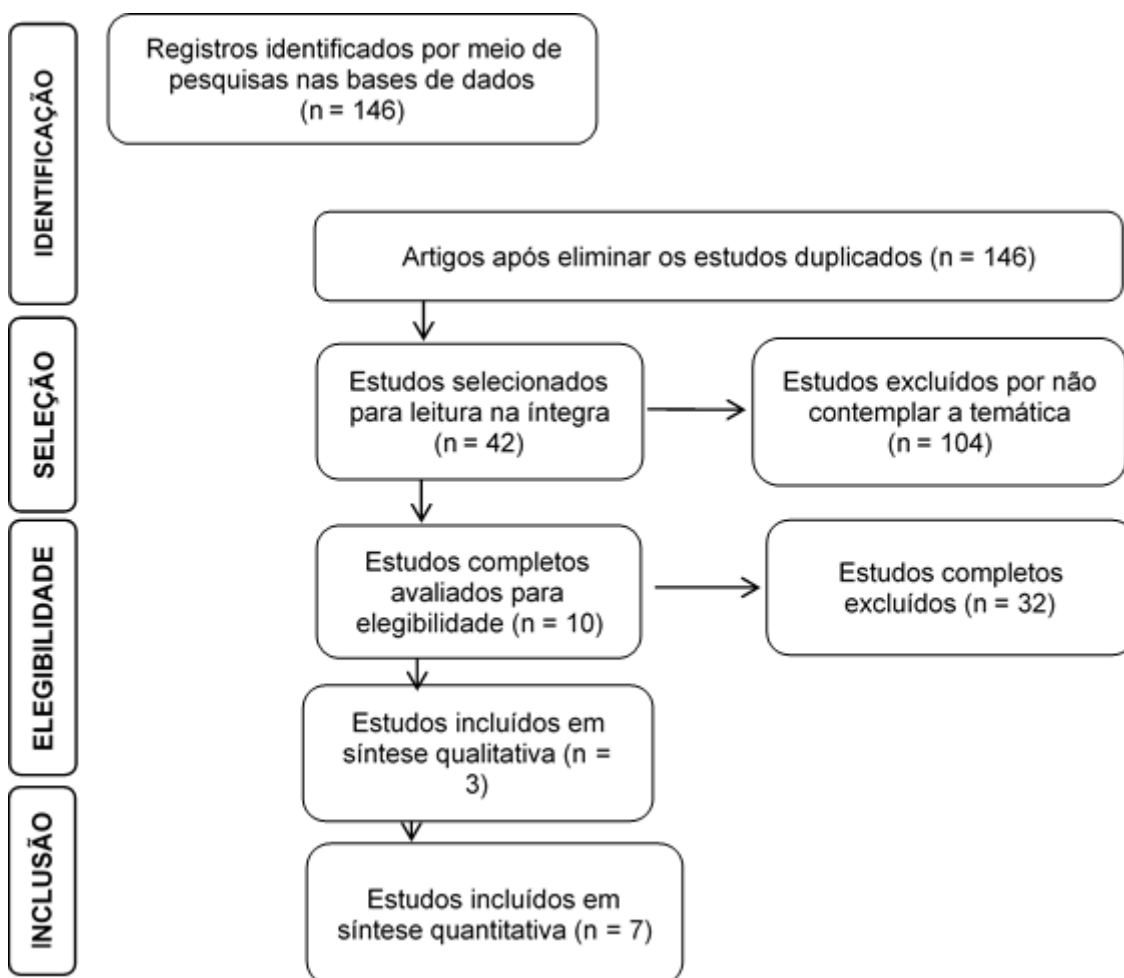 IDENTIFICAÇÃO
Registros identificados por meio de
pesquisas nas bases de dados
(n = 146)
Artigos após eliminar os estudos duplicados (n = 146)
SELEÇÃO
Estudos selecionados
para leitura na íntegra
(n = 42)
Estudos excluídos por não
contemplar a temática
(n = 104)
ELEGIBILIDADE
Estudos completos
avaliados para
elegibilidade (n = 10)
Estudos completos
excluídos (n = 32)
Estudos incluídos em
síntese qualitativa (n =
3)
INCLUSÃO
Estudos incluídos em
síntese quantitativa (n = 7)